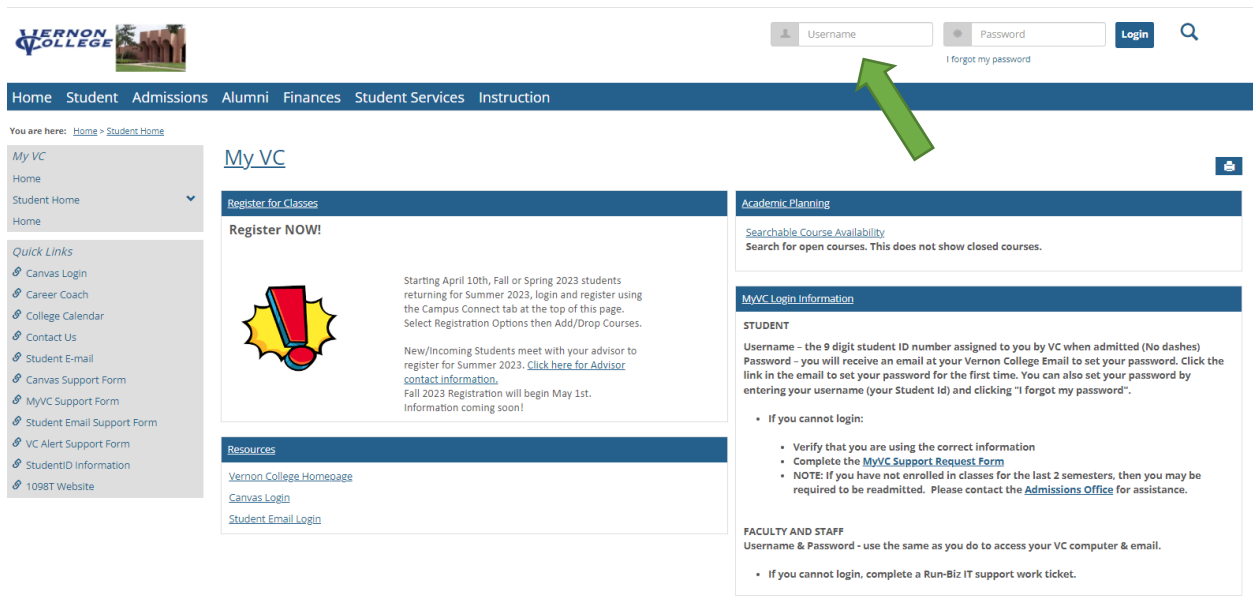 VERNON
COLLEGE
Username
Password
Login
I forgot my password
Home Student Admissions Alumni Finances Student Services Instruction
You are here: Home > Student Home
My VC
Home
Student Home
Home
Quick Links
Canvas Login
Career Coach
College Calendar
Contact Us
Student E-mail
Canvas Support Form
MyVC Support Form
Student Email Support Form
VC Alert Support Form
StudentID Information
1098T Website
My VC
Register for Classes
Register NOW!
Starting April 10th, Fall or Spring 2023 students
returning for Summer 2023, login and register using
the Campus Connect tab at the top of this page.
Select Registration Options then Add/Drop Courses.
New/Incoming Students meet with your advisor to
register for Summer 2023. Click here for Advisor
contact information.
Fall 2023 Registration will begin May 1st.
Information coming soon!
Resources
Vernon College Homepage
Canvas Login
Student Email Login
Academic Planning
Searchable Course Availability
Search for open courses. This does not show closed courses.
MyVC Login Information
STUDENT
Username – the 9 digit student ID number assigned to you by VC when admitted (No dashes)
Password – you will receive an email at your Vernon College Email to set your password. Click the
link in the email to set your password for the first time. You can also set your password by
entering your username (your Student Id) and clicking "I forgot my password".
• If you cannot login:
• Verify that you are using the correct information
• Complete the MyVC Support Request Form
• NOTE: If you have not enrolled in classes for the last 2 semesters, then you may be
required to be readmitted. Please contact the Admissions Office for assistance.
FACULTY AND STAFF
Username & Password - use the same as you do to access your VC computer & email.
• If you cannot login, complete a Run-Biz IT support work ticket.